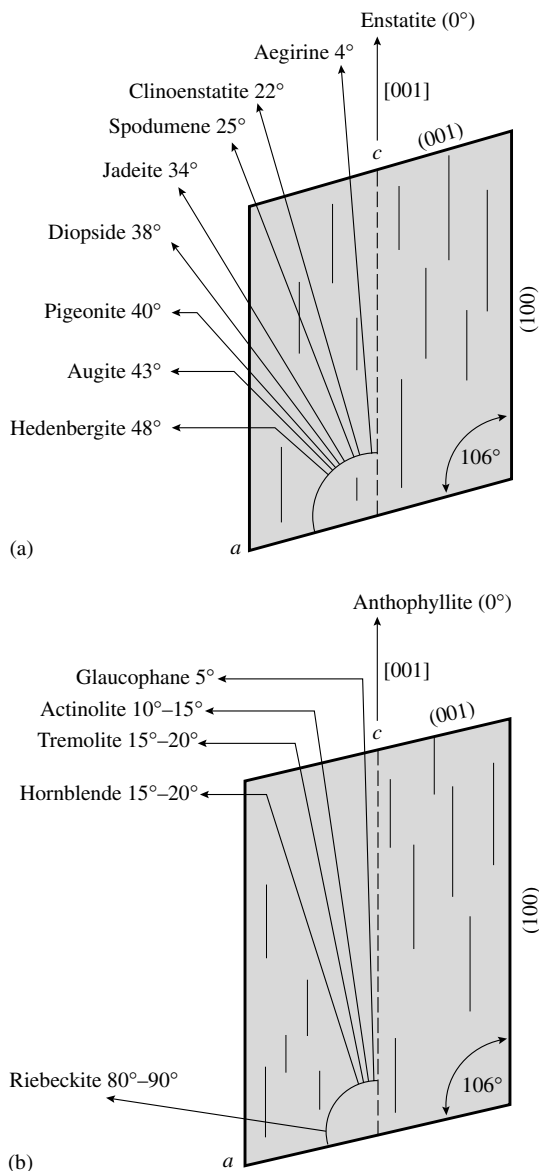 Enstatite (0°)
Aegirine 4°
Clinoenstatite 22°
[001]
Spodumene 25°
c
(001)
Jadeite 34°
Diopside 38°
Pigeonite 40°
(100)
Augite 43°
Hedenbergite 48°
106°
(a)
a
Anthophyllite (0°)
Glaucophane 5°
[001]
Actinolite 10°–15°
(001)
Tremolite 15°–20°
c
Hornblende 15°–20°
(100)
Riebeckite 80°–90°
106°
(b)
a